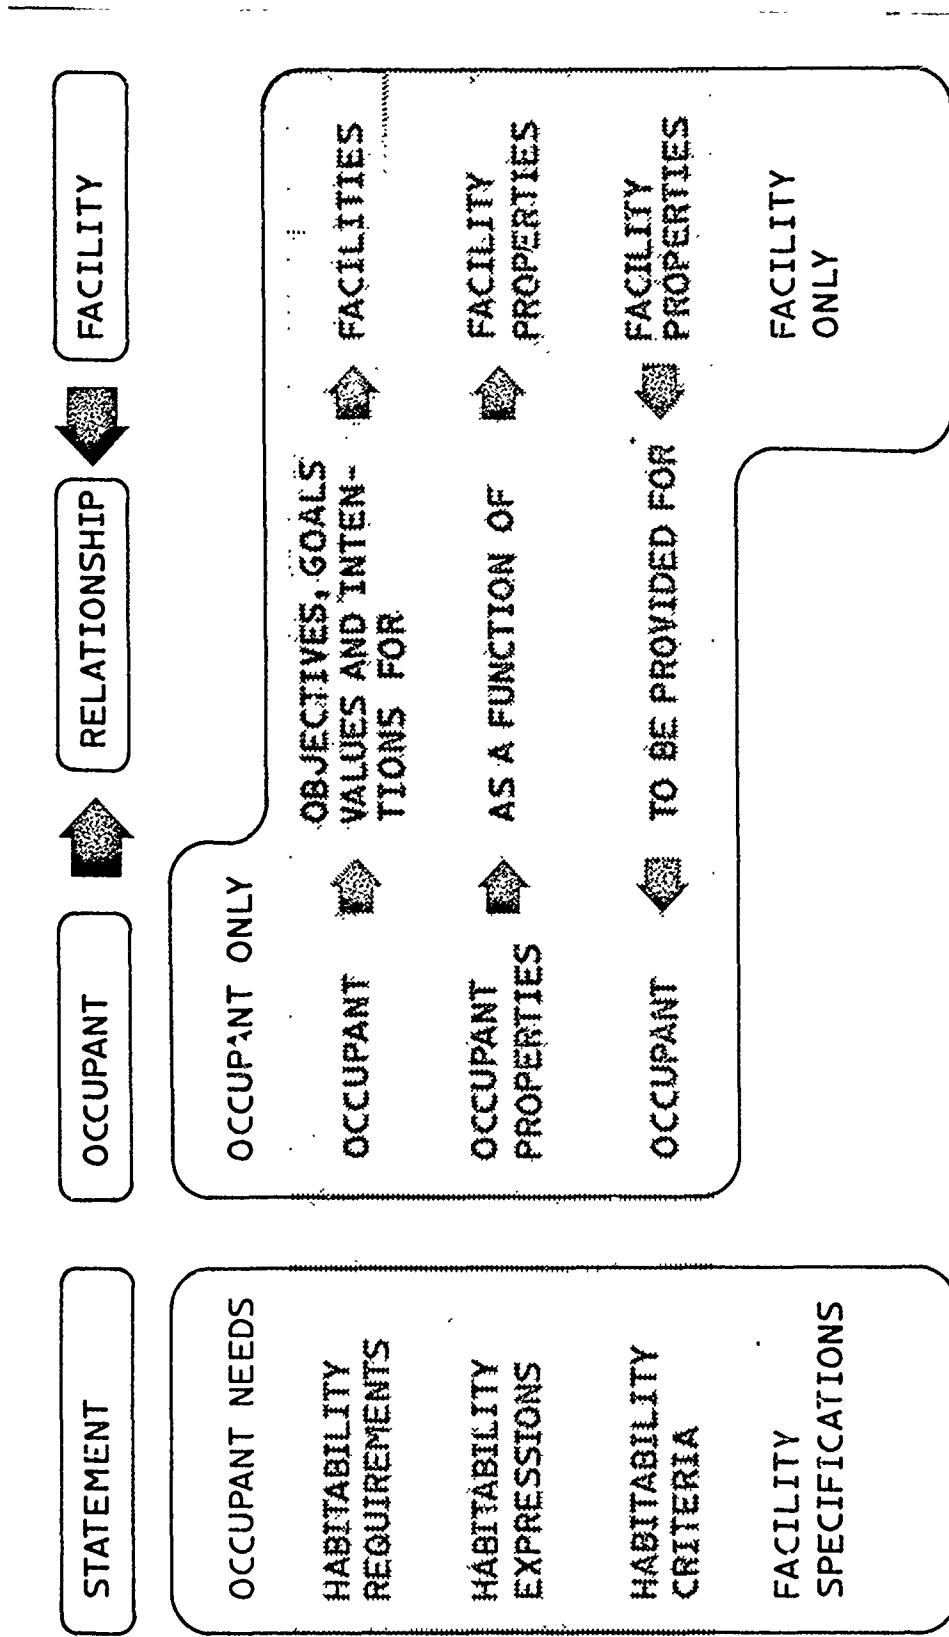 STATEMENT
OCCUPANT
RELATIONSHIP
FACILITY
OCCUPANT NEEDS
OCCUPANT ONLY
HABITABILITY
REQUIREMENTS
OCCUPANT
OBJECTIVES, GOALS
VALUES AND INTEN-
TIONS FOR
FACILITIES
HABITABILITY
EXPRESSIONS
OCCUPANT
PROPERTIES
AS A FUNCTION OF
FACILITY
PROPERTIES
HABITABILITY
CRITERIA
OCCUPANT
TO BE PROVIDED FOR
FACILITY
PROPERTIES
FACILITY
SPECIFICATIONS
FACILITY
ONLY